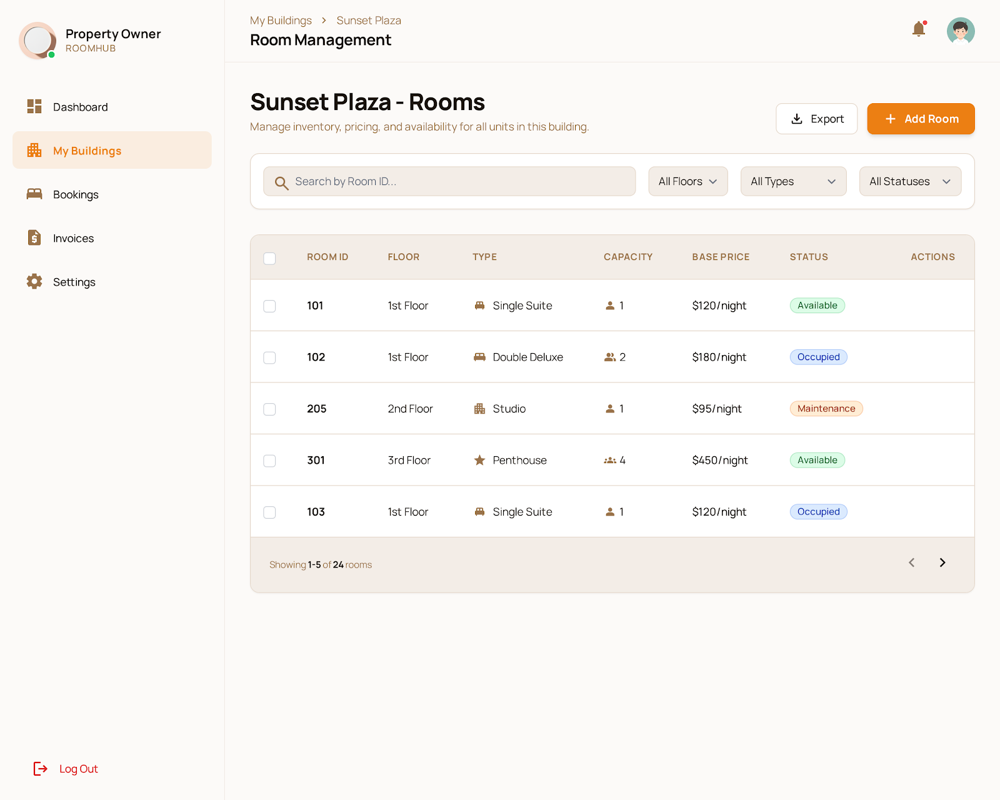 Property Owner
ROOMHUB
Dashboard
My Buildings
Bookings
Invoices
Settings
Log Out
My Buildings > Sunset Plaza
Room Management
Sunset Plaza - Rooms
Manage inventory, pricing, and availability for all units in this building.
Export
+ Add Room
Search by Room ID...
All Floors
All Types
All Statuses
ROOM ID FLOOR TYPE CAPACITY BASE PRICE STATUS ACTIONS
101 1st Floor Single Suite 1 $120/night Available
102 1st Floor Double Deluxe 2 $180/night Occupied
205 2nd Floor Studio 1 $95/night Maintenance
301 3rd Floor Penthouse 4 $450/night Available
103 1st Floor Single Suite 1 $120/night Occupied
Showing 1-5 of 24 rooms